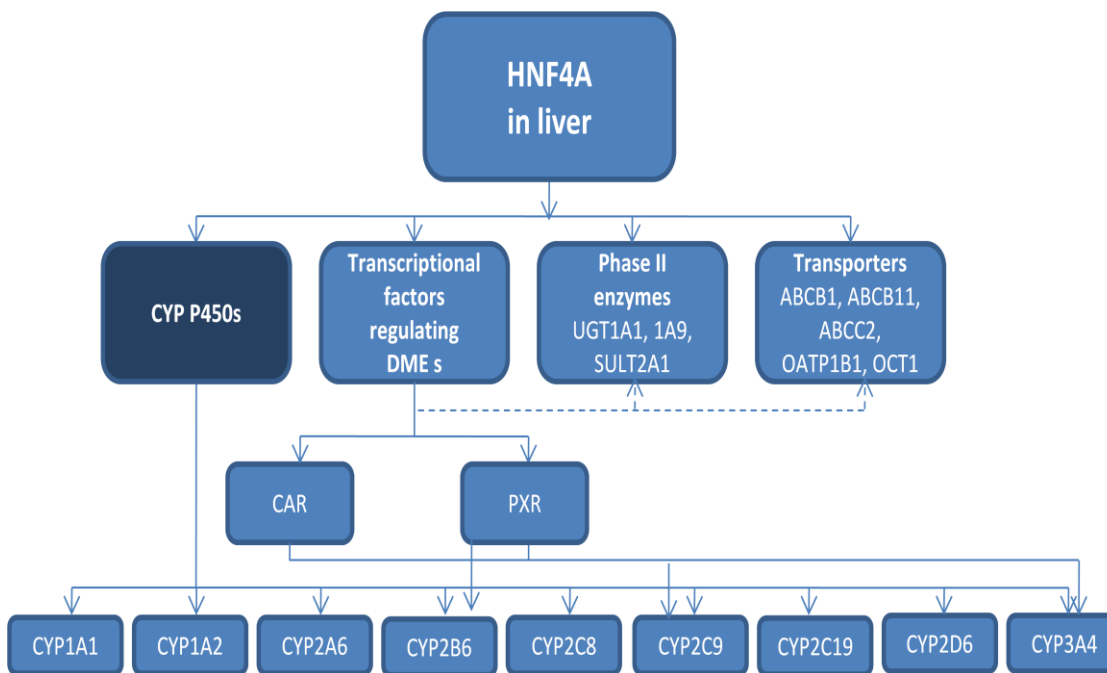 HNF4A
in liver
CYP P450s
Transcriptional
factors
regulating
DME s
Phase II
enzymes
UGT1A1, 1A9,
SULT2A1
Transporters
ABCB1, ABCB11,
ABCC2,
OATP1B1, OCT1
CAR
PXR
CYP1A1
CYP1A2
CYP2A6
CYP2B6
CYP2C8
CYP2C9
CYP2C19
CYP2D6
CYP3A4